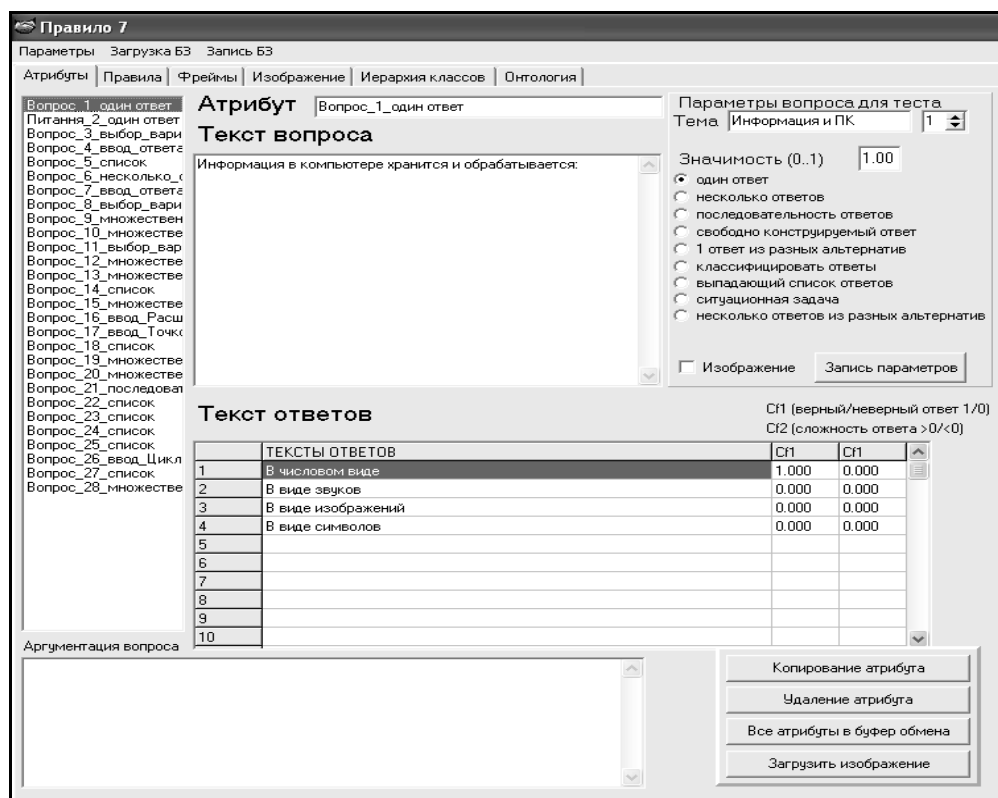 Правило 7
Параметры Загрузка БЗ Запись БЗ
Атрибуты Правила Фреймы Изображение Иерархия классов Онтология
Вопрос_1_один ответ
Питання_2_один ответ
Вопрос_3_выбор_вари
Вопрос_4_ввод_ответа
Вопрос_5_список
Вопрос_6_несколько_о
Вопрос_7_ввод_ответа
Вопрос_8_выбор_вари
Вопрос_9_множествен
Вопрос_10_множестве
Вопрос_11_выбор_вар
Вопрос_12_множестве
Вопрос_13_множестве
Вопрос_14_список
Вопрос_15_множестве
Вопрос_16_ввод_Расш
Вопрос_17_ввод_Точко
Вопрос_18_список
Вопрос_19_множестве
Вопрос_20_множестве
Вопрос_21_последоват
Вопрос_22_список
Вопрос_23_список
Вопрос_24_список
Вопрос_25_список
Вопрос_26_ввод_Цикл
Вопрос_27_список
Вопрос_28_множестве
Атрибут Вопрос_1_один ответ
Текст вопроса
Информация в компьютере хранится и обрабатывается:
Параметры вопроса для теста
Тема Информация и ПК 1
Значимость (0..1) 1.00
один ответ
несколько ответов
последовательность ответов
свободно конструируемый ответ
1 ответ из разных альтернатив
классифицировать ответы
выпадающий список ответов
ситуационная задача
несколько ответов из разных альтернатив
Изображение Запись параметров
Текст ответов
Cf1 (верный/неверный ответ 1/0)
Cf2 (сложность ответа >0/<0)
ТЕКСТЫ ОТВЕТОВ Cf1 Cf1
1 В числовом виде 1.000 0.000
2 В виде звуков 0.000 0.000
3 В виде изображений 0.000 0.000
4 В виде символов 0.000 0.000
5
6
7
8
9
10
Аргументация вопроса
Копирование атрибута
Удаление атрибута
Все атрибуты в буфер обмена
Загрузить изображение